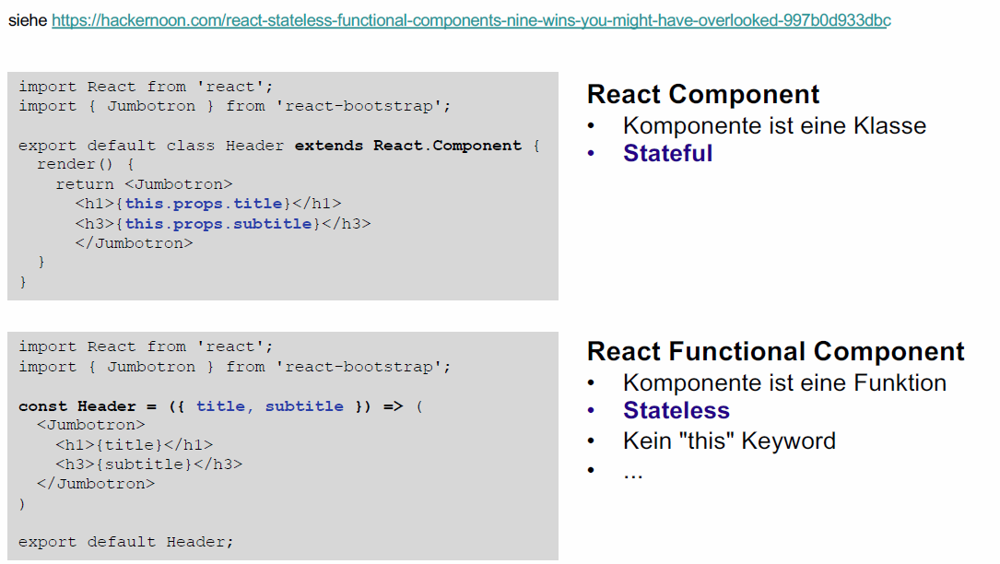 siehe https://hackernoon.com/react-stateless-functional-components-nine-wins-you-might-have-overlooked-997b0d933dbc
import React from 'react';
import { Jumbotron } from 'react-bootstrap';
export default class Header extends React.Component {
render() {
return <Jumbotron>
<h1>{this.props.title}</h1>
<h3>{this.props.subtitle}</h3>
</Jumbotron>
}
}
React Component
• Komponente ist eine Klasse
• Stateful
import React from 'react';
import { Jumbotron } from 'react-bootstrap';
const Header = ({ title, subtitle }) => (
<Jumbotron>
<h1>{title}</h1>
<h3>{subtitle}</h3>
</Jumbotron>
)
export default Header;
React Functional Component
• Komponente ist eine Funktion
• Stateless
• Kein "this" Keyword
• ...